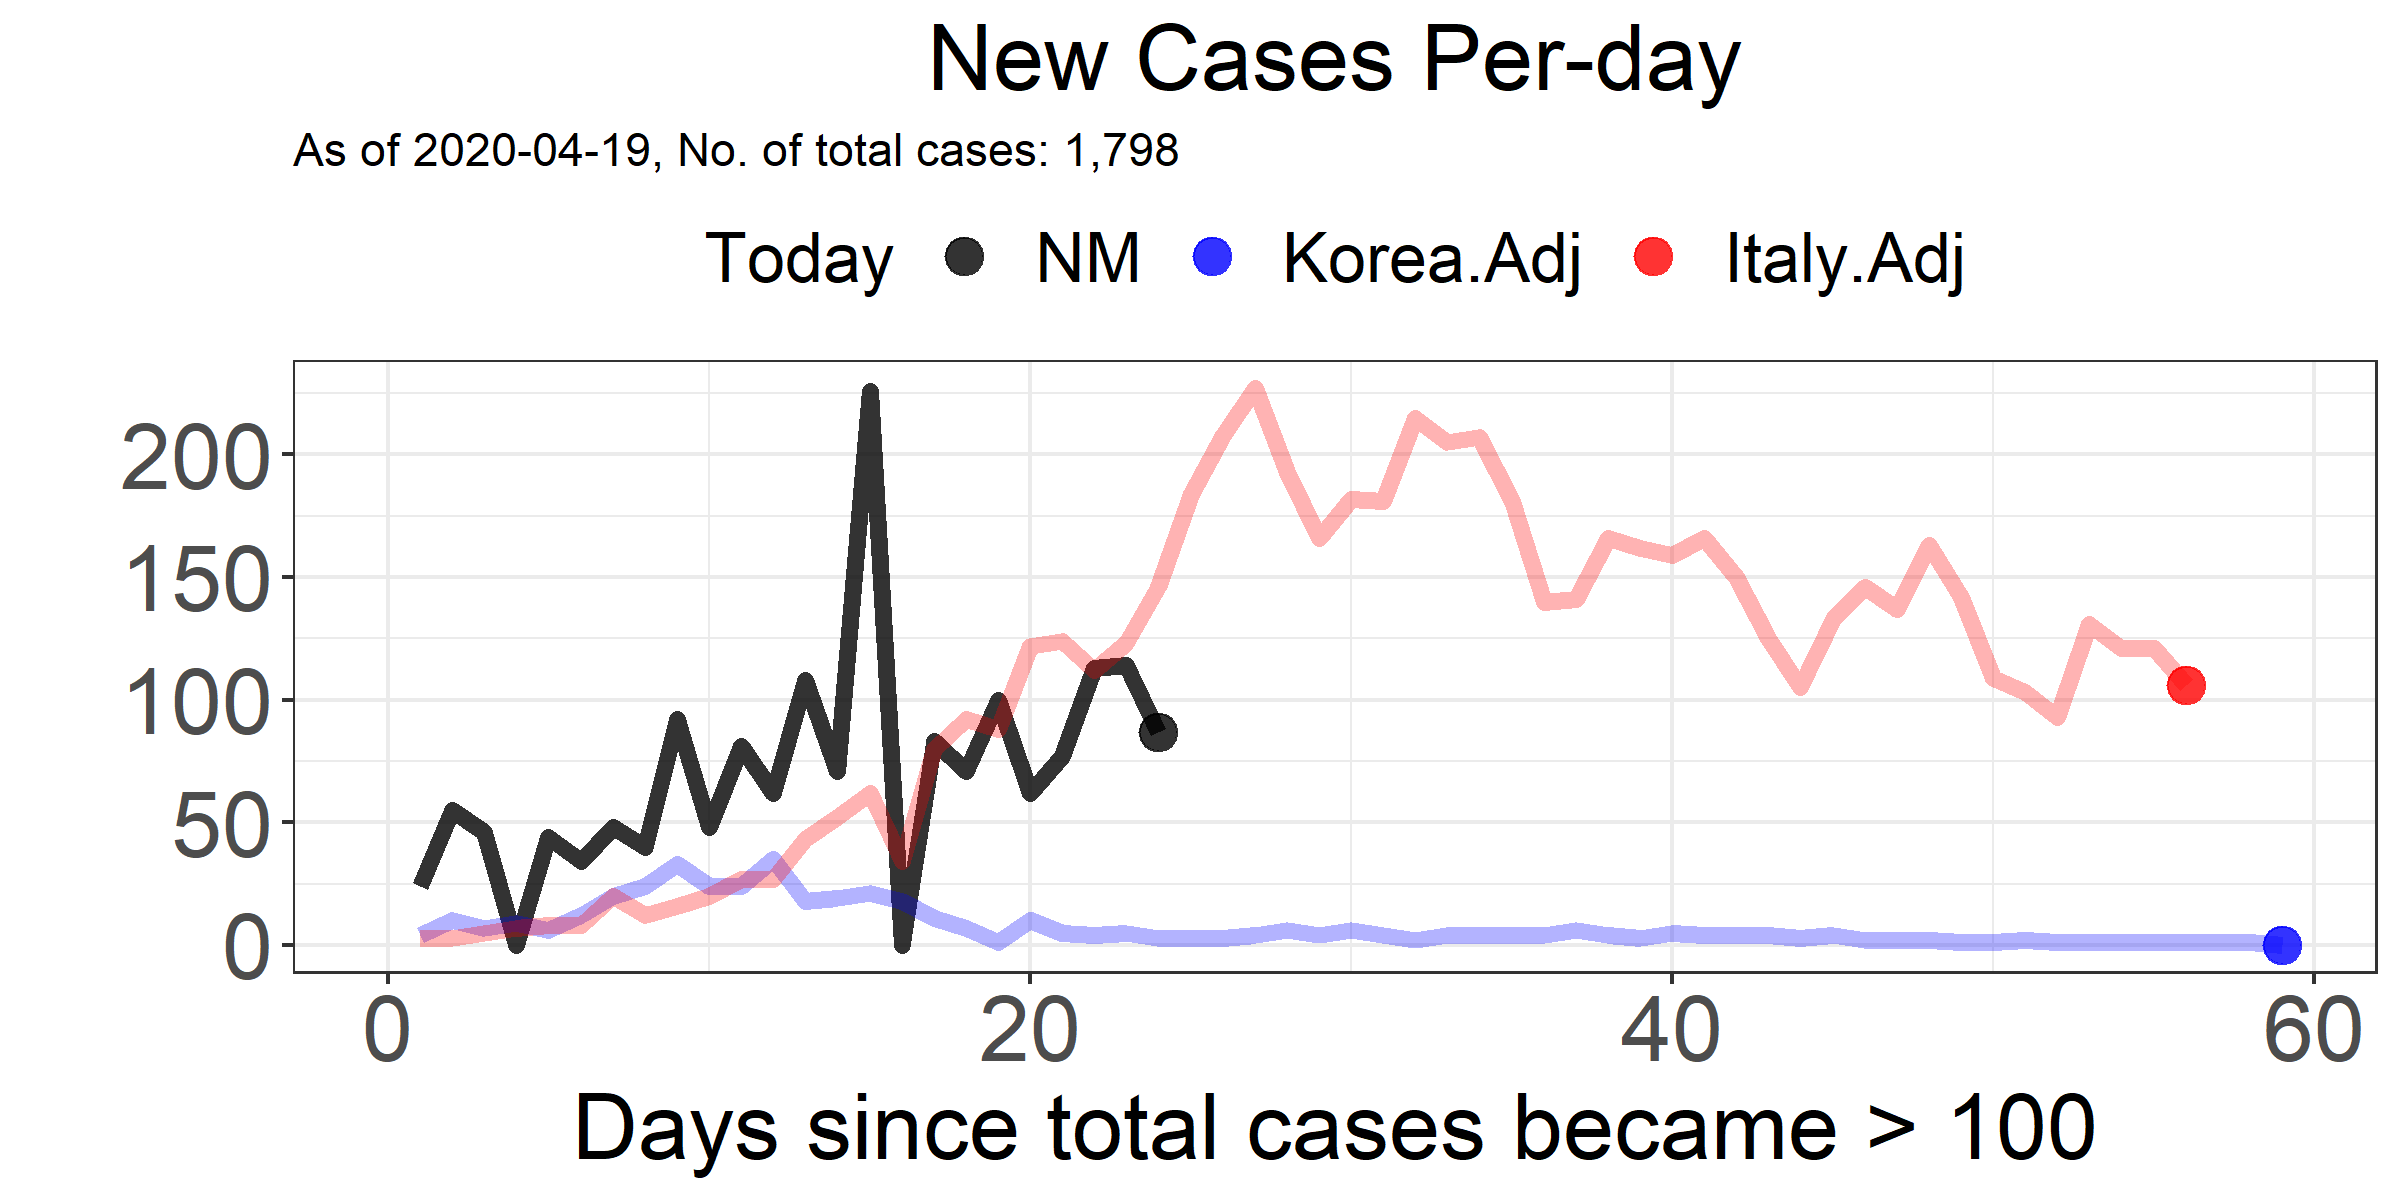 New Cases Per-day
As of 2020-04-19, No. of total cases: 1,798
Today NM Korea.Adj Italy.Adj
200
150
100
50
0
0 20 40 60
Days since total cases became > 100